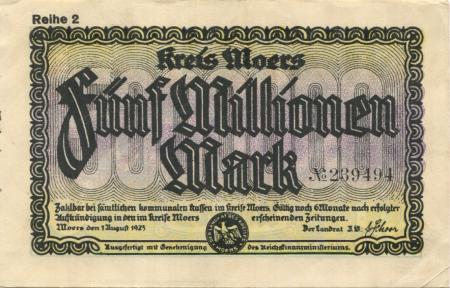 Reihe 2
Kreis Moers
Fünf Millionen
Mark
№ 239494
Zahlbar bei sämtlichen kommunalen Kassen im Kreise Moers. Gültig noch 6 Monate nach erfolgter
Aufkündigung in den im Kreise Moers erscheinenden Zeitungen.
Moers den 1 August 1923 Der Landrat I.V.
Ausgefertigt mit Genehmigung des Reichsfinanzministeriums.